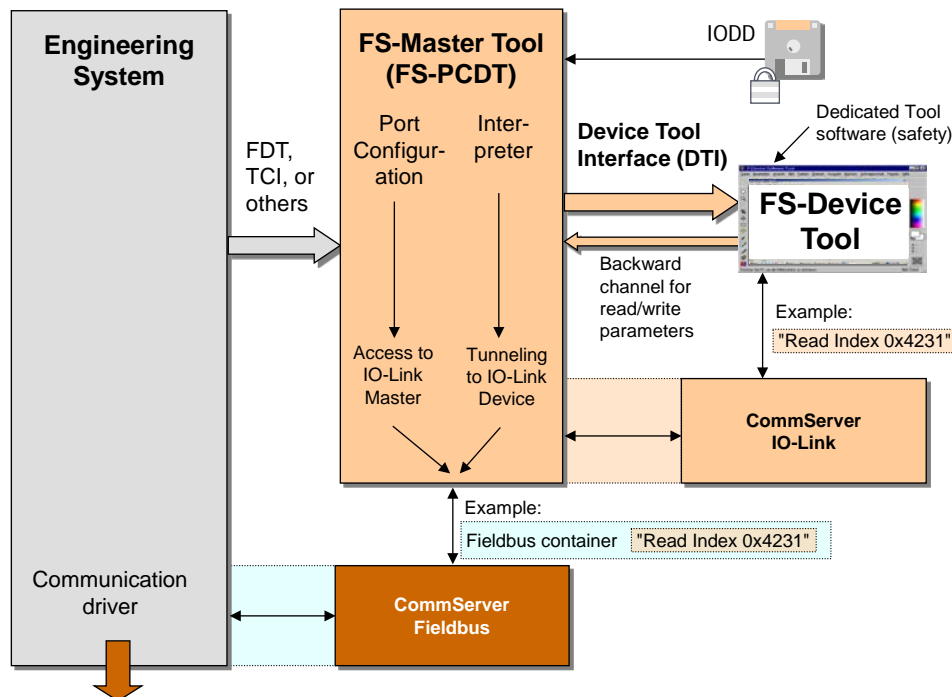 Engineering
System
FS-Master Tool
(FS-PCDT)
IODD
Dedicated Tool
software (safety)
Port
Configur-
ation
Inter-
preter
Device Tool
Interface (DTI)
FDT,
TCI, or
others
FS-Device
Tool
Backward
channel for
read/write
parameters
Example:
"Read Index 0x4231"
Access to
IO-Link
Master
Tunneling
to IO-Link
Device
CommServer
IO-Link
Example:
Fieldbus container "Read Index 0x4231"
Communication
driver
CommServer
Fieldbus